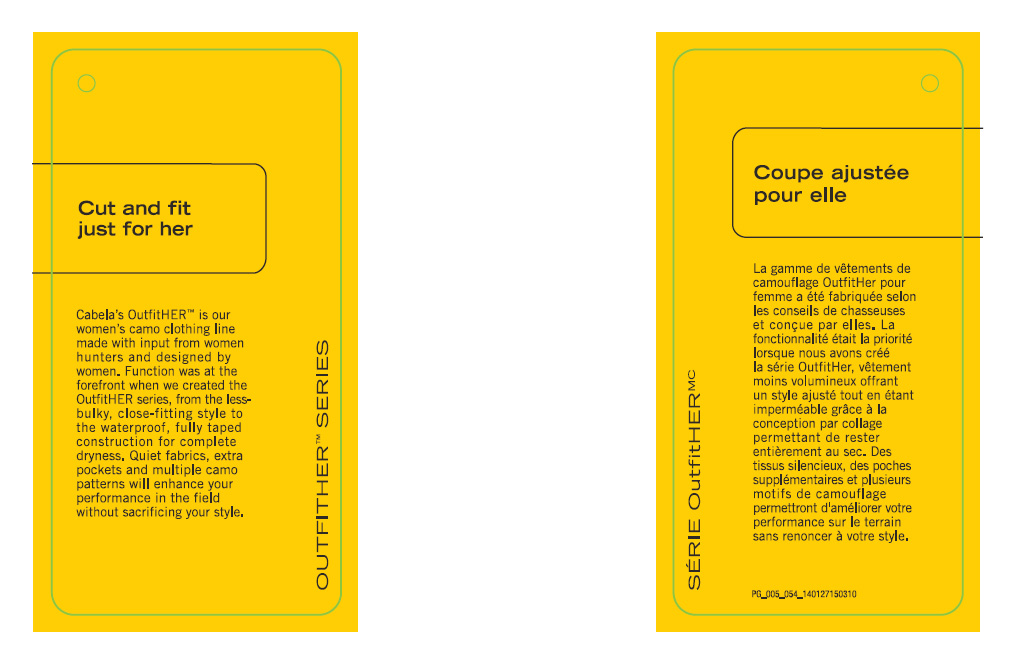 Cut and fit
just for her
Cabela's OutfitHER™ is our
women's camo clothing line
made with input from women
hunters and designed by
women. Function was at the
forefront when we created the
OutfitHER series, from the less-
bulky, close-fitting style to
the waterproof, fully taped
construction for complete
dryness. Quiet fabrics, extra
pockets and multiple camo
patterns will enhance your
performance in the field
without sacrificing your style.
OUTFITHER™ SERIES
Coupe ajustée
pour elle
La gamme de vêtements de
camouflage OutfitHer pour
femme a été fabriquée selon
les conseils de chasseuses
et conçue par elles. La
fonctionnalité était la priorité
lorsque nous avons créé
la série OutfitHer, vêtement
moins volumineux offrant
un style ajusté tout en étant
imperméable grâce à la
conception par collage
permettant de rester
entièrement au sec. Des
tissus silencieux, des poches
supplémentaires et plusieurs
motifs de camouflage
permettront d'améliorer votre
performance sur le terrain
sans renoncer à votre style.
SÉRIE OutfitHERMC
PG_005_054_140127150310